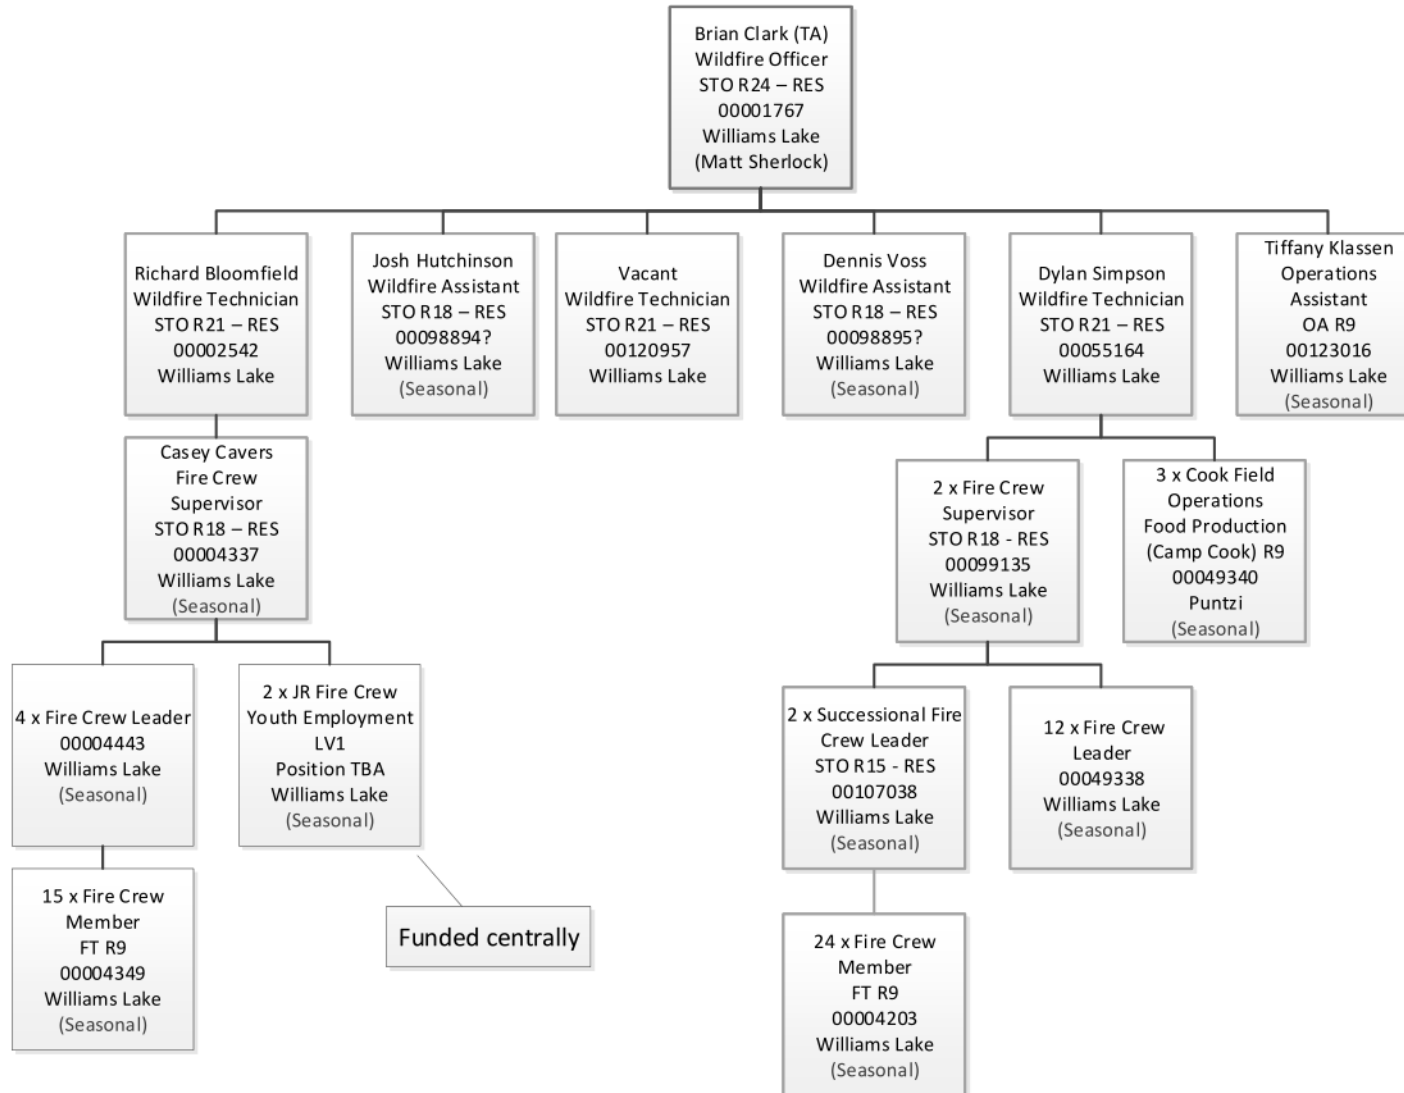 Brian Clark (TA)
Wildfire Officer
STO R24 – RES
00001767
Williams Lake
(Matt Sherlock)
Richard Bloomfield
Wildfire Technician
STO R21 – RES
00002542
Williams Lake
Josh Hutchinson
Wildfire Assistant
STO R18 – RES
00098894?
Williams Lake
(Seasonal)
Vacant
Wildfire Technician
STO R21 – RES
00120957
Williams Lake
Dennis Voss
Wildfire Assistant
STO R18 – RES
00098895?
Williams Lake
(Seasonal)
Dylan Simpson
Wildfire Technician
STO R21 – RES
00055164
Williams Lake
Tiffany Klassen
Operations
Assistant
OA R9
00123016
Williams Lake
(Seasonal)
Casey Cavers
Fire Crew
Supervisor
STO R18 – RES
00004337
Williams Lake
(Seasonal)
2 x Fire Crew
Supervisor
STO R18 - RES
00099135
Williams Lake
(Seasonal)
3 x Cook Field
Operations
Food Production
(Camp Cook) R9
00049340
Puntzi
(Seasonal)
4 x Fire Crew Leader
00004443
Williams Lake
(Seasonal)
2 x JR Fire Crew
Youth Employment
LV1
Position TBA
Williams Lake
(Seasonal)
2 x Successional Fire
Crew Leader
STO R15 - RES
00107038
Williams Lake
(Seasonal)
12 x Fire Crew
Leader
00049338
Williams Lake
(Seasonal)
15 x Fire Crew
Member
FT R9
00004349
Williams Lake
(Seasonal)
Funded centrally
24 x Fire Crew
Member
FT R9
00004203
Williams Lake
(Seasonal)